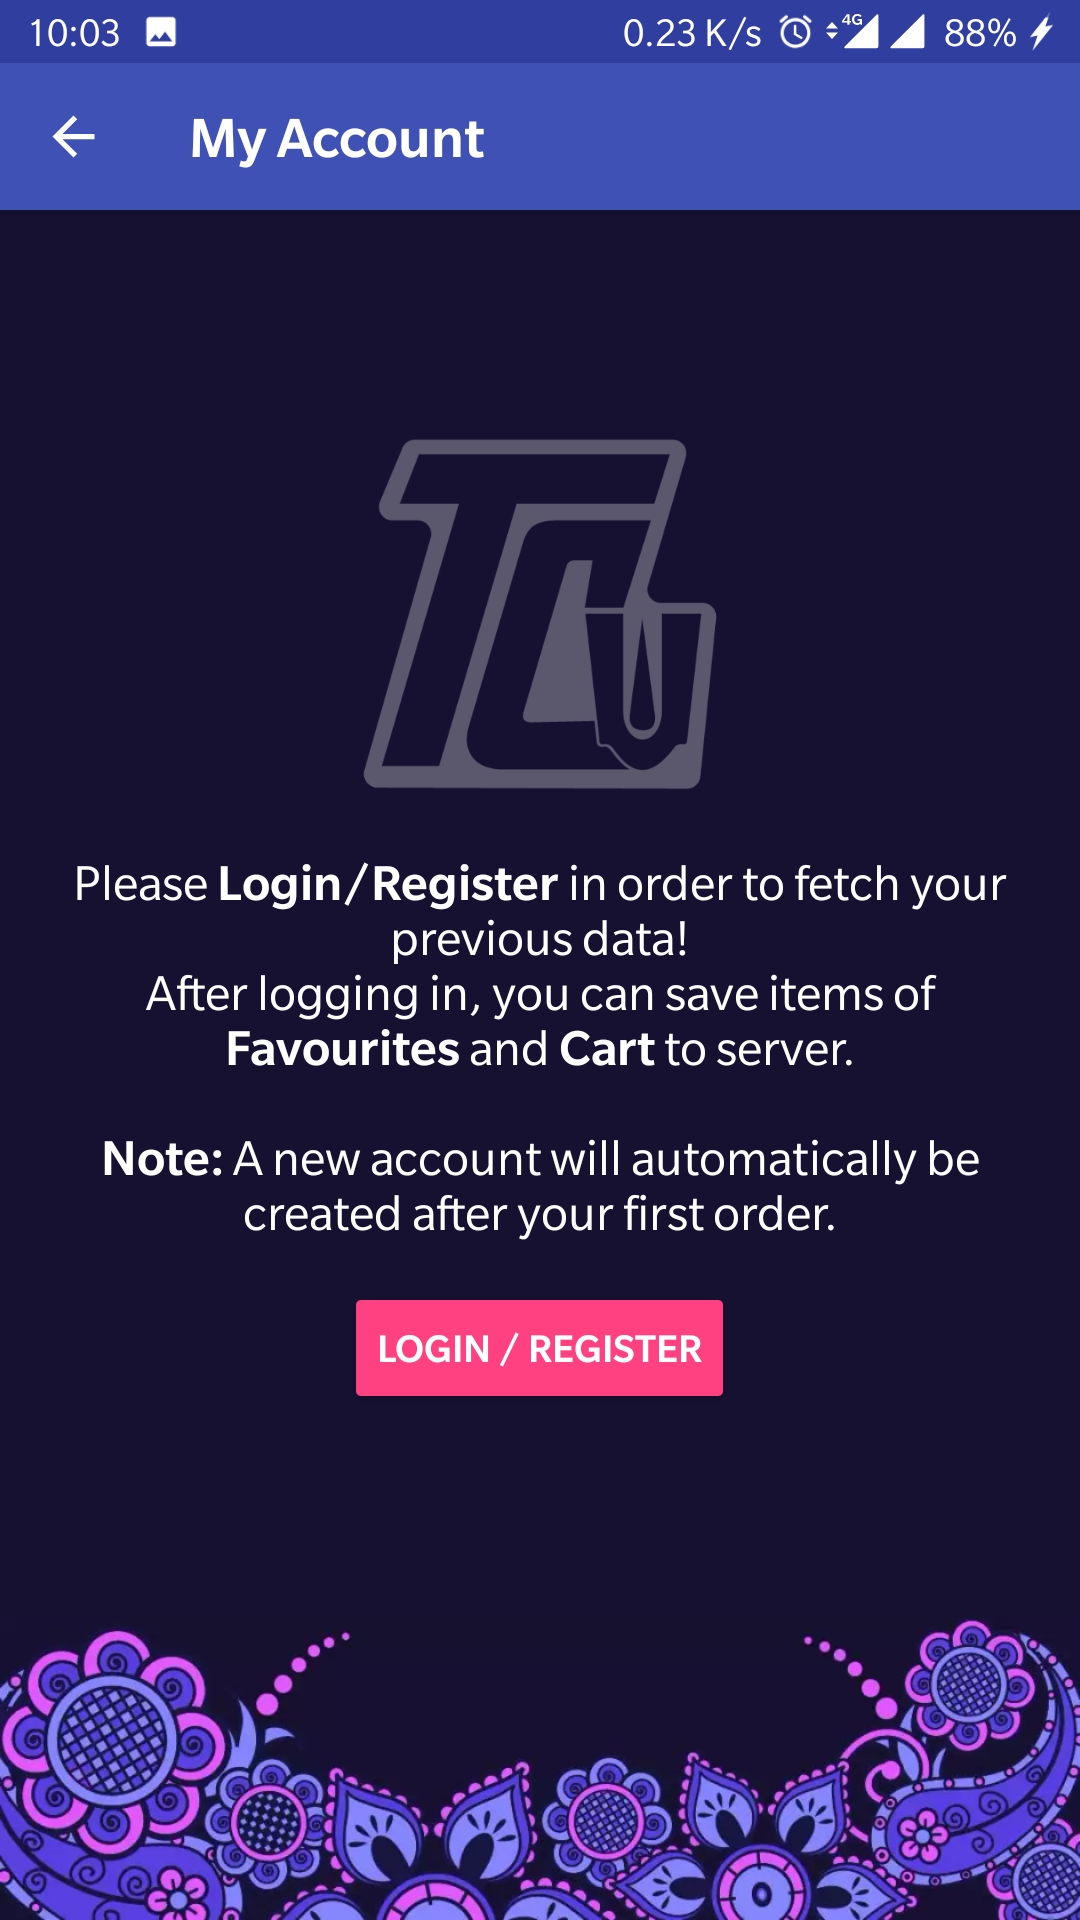 10:03 0.23 K/s 4G 88%
My Account
TCU
Please Login/Register in order to fetch your
previous data!
After logging in, you can save items of
Favourites and Cart to server.
Note: A new account will automatically be
created after your first order.
LOGIN / REGISTER